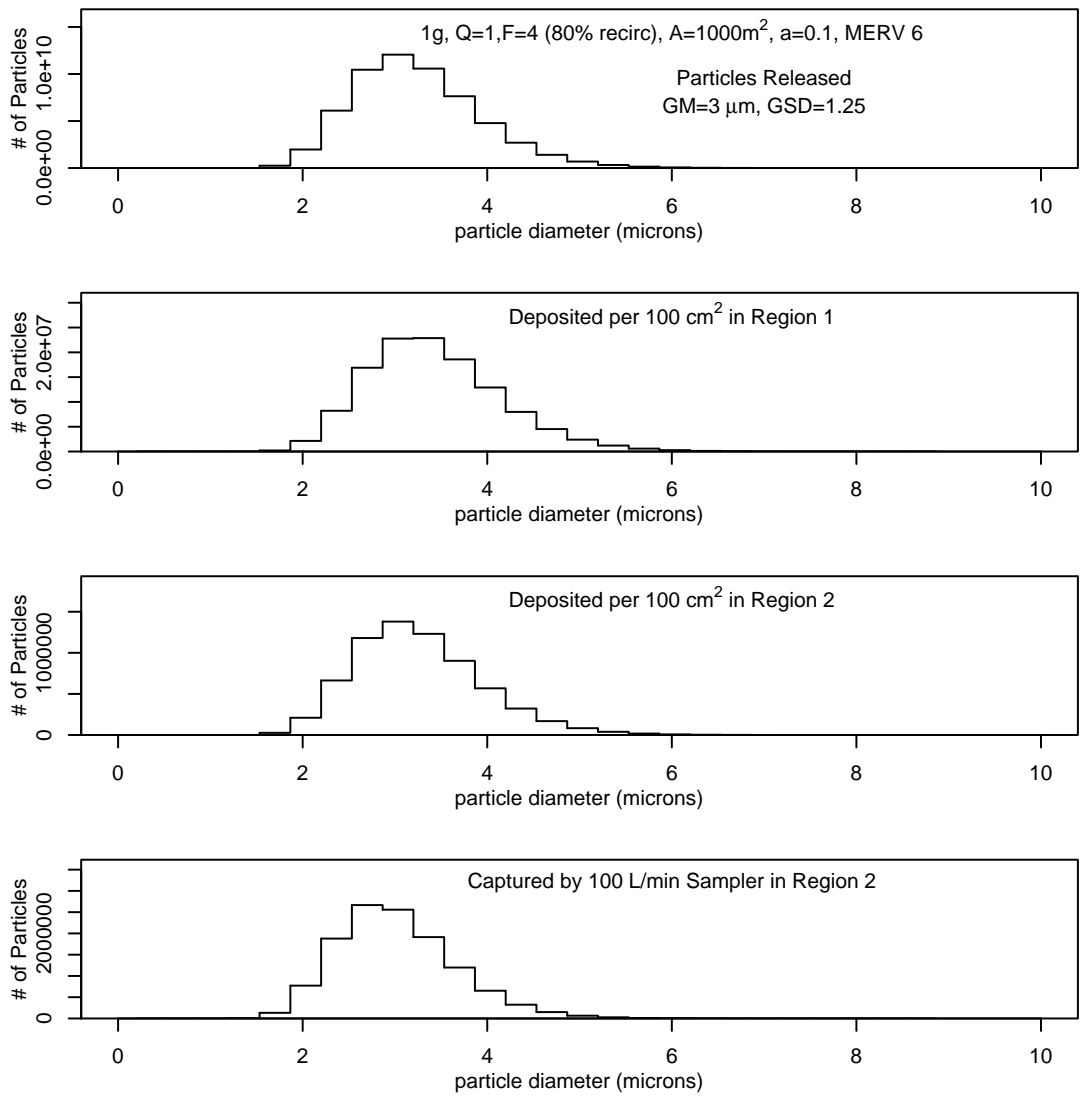 1g, Q=1,F=4 (80% recirc), A=1000m², a=0.1, MERV 6
Particles Released
GM=3 μm, GSD=1.25
# of Particles
0.0e+00 1.0e+10
0 2 4 6 8 10
particle diameter (microns)
Deposited per 100 cm² in Region 1
# of Particles
0.0e+00 2.0e+07
0 2 4 6 8 10
particle diameter (microns)
Deposited per 100 cm² in Region 2
# of Particles
0 1000000
0 2 4 6 8 10
particle diameter (microns)
Captured by 100 L/min Sampler in Region 2
# of Particles
0 2000000
0 2 4 6 8 10
particle diameter (microns)